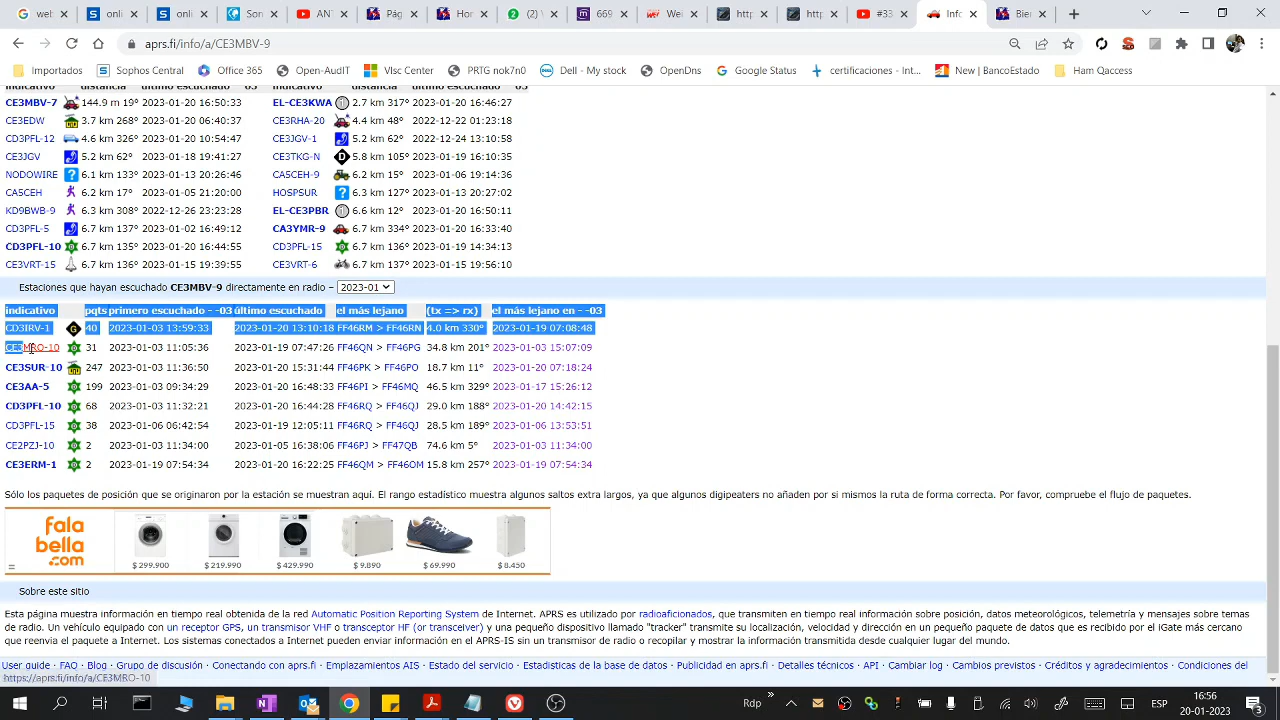 web onli onli Son ANT Pág Hor 2 (2) 669 Wei http http #33 Info Bien
aprs.fi/info/a/CE3MBV-9
Importados Sophos Central Office 365 Open-AudIT VIsc Center PRTG nok7n0 Dell - My stock OpenDns Google Status certificaciones - Int... New | BancoEstado Ham Qaccess
indicativo distancia último escuchado - -03 indicativo distancia último escuchado - -03
CE3MBV-7 144.9 m 19° 2023-01-20 16:50:33 EL-CE3KWA 2.7 km 317° 2023-01-20 16:46:27
CE3EDW 3.7 km 268° 2023-01-20 06:40:37 CE3RHA-20 4.4 km 48° 2022-12-22 01:23:18
CD3PFL-12 4.6 km 326° 2023-01-20 10:54:47 CE3JGV-1 5.2 km 62° 2022-12-24 13:10:58
CE3JGV 5.2 km 62° 2023-01-18 19:41:27 CE3TKG-N D 5.8 km 105° 2023-01-19 16:10:35
NODOWIRE ? 6.1 km 133° 2023-01-13 20:26:46 CA5CEH-9 6.2 km 15° 2023-01-06 19:14:36
CA5CEH 6.2 km 17° 2023-01-05 21:20:00 HOSPSUR ? 6.3 km 127° 2023-01-13 20:27:02
KD9BWB-9 6.3 km 308° 2022-12-26 23:23:28 EL-CE3PBR 6.6 km 12° 2023-01-20 16:50:11
CD3PFL-5 6.7 km 137° 2023-01-02 16:49:12 CA3YMR-9 6.7 km 334° 2023-01-20 16:33:40
CD3PFL-10 6.7 km 135° 2023-01-20 16:44:55 CD3PFL-15 6.7 km 136° 2023-01-19 14:34:13
CE3VRT-15 6.7 km 136° 2023-01-15 19:39:55 CE3VRT-6 6.7 km 137° 2023-01-15 19:56:10
Estaciones que hayan escuchado CE3MBV-9 directamente en radio – 2023-01
indicativo pqts primero escuchado - -03 último escuchado el más lejano (tx => rx) el más lejano en - -03
CD3IRV-1 G 40 2023-01-03 13:59:33 2023-01-20 13:10:18 FF46RM > FF46RN 4.0 km 330° 2023-01-19 07:08:48
CE3MRO-10 31 2023-01-03 11:05:36 2023-01-19 07:47:26 FF46QN > FF46PG 34.8 km 201° 2023-01-03 15:07:09
CE3SUR-10 247 2023-01-03 11:36:50 2023-01-20 15:31:44 FF46PK > FF46PO 18.7 km 11° 2023-01-20 07:18:24
CE3AA-5 199 2023-01-03 09:34:29 2023-01-20 16:48:33 FF46PI > FF46MQ 46.5 km 329° 2023-01-17 15:26:12
CD3PFL-10 68 2023-01-03 11:32:21 2023-01-20 16:44:28 FF46RQ > FF46QJ 29.0 km 188° 2023-01-20 14:42:15
CD3PFL-15 38 2023-01-06 06:42:54 2023-01-19 12:05:11 FF46RQ > FF46QJ 28.5 km 189° 2023-01-06 13:53:51
CE2PZJ-10 2 2023-01-03 11:34:00 2023-01-05 16:38:06 FF46PJ > FF47QB 74.6 km 5° 2023-01-03 11:34:00
CE3ERM-1 2 2023-01-19 07:54:34 2023-01-20 16:22:25 FF46QM > FF46OM 15.8 km 257° 2023-01-19 07:54:34
Sólo los paquetes de posición que se originaron por la estación se muestran aquí. El rango estadístico muestra algunos saltos extra largos, ya que algunos digipeaters no añaden por si mismos la ruta de forma correcta. Por favor, compruebe el flujo de paquetes.
fala
bella
.com
$ 299.900 $ 219.990 $ 429.990 $ 9.890 $ 69.990 $ 8.450
Sobre este sitio
Esta página muestra información en tiempo real obtenida de la red Automatic Position Reporting System de Internet. APRS es utilizado por radioaficionados, que transmiten en tiempo real información sobre posición, datos meteorológicos, telemetría y mensajes sobre temas
de radio. Un vehículo equipado con un receptor GPS, un transmisor VHF o transceptor HF (or transceiver) y una pequeño dispositivo llamado "tracker" transmite su localización, velocidad y dirección en un pequeño paquete de datos que es recibido por el iGate más cercano
que reenvia el paquete a Internet. Los sistemas conectados a Internet pueden enviar información en el APRS-IS sin un transmisor de radio o recopilar y mostrar la información transmitida desde cualquier lugar del mundo.
User guide · FAQ · Blog · Grupo de discusión · Conectando con aprs.fi · Emplazamientos AIS · Estado del servicio · Estadísticas de la base de datos · Publicidad en aprs.fi · Detalles técnicos · API · Cambiar log · Cambios previstos · Créditos y agradecimientos · Condiciones del
https://aprs.fi/info/a/CE3MRO-10
Rdp ESP 16:56
20-01-2023 3